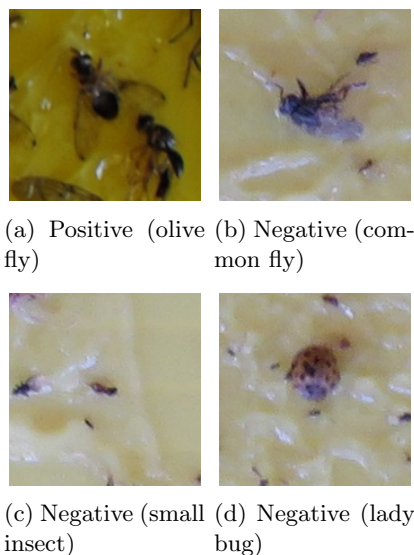 (a) Positive (olive
fly)
(b) Negative (com-
mon fly)
(c) Negative (small
insect)
(d) Negative (lady
bug)